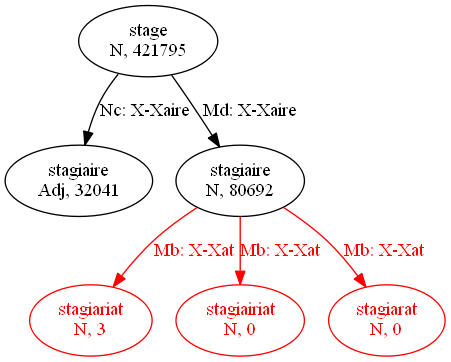 stage
N, 421795
Nc: X-Xaire
Md: X-Xaire
stagiaire
Adj, 32041
stagiaire
N, 80692
Mb: X-Xat
Mb: X-Xat
Mb: X-Xat
stagiariat
N, 3
stagiairiat
N, 0
stagiarat
N, 0